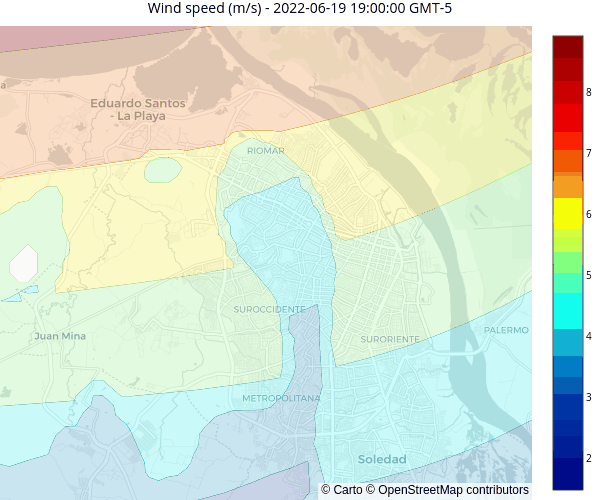 Wind speed (m/s) - 2022-06-19 19:00:00 GMT-5
a
Eduardo Santos
- La Playa
RIOMAR
SUROCCIDENTE
Juan Mina
SURORIENTE
PALERMO
METROPOLITANA
Soledad
© Carto © OpenStreetMap contributors
8
7
6
5
4
3
2